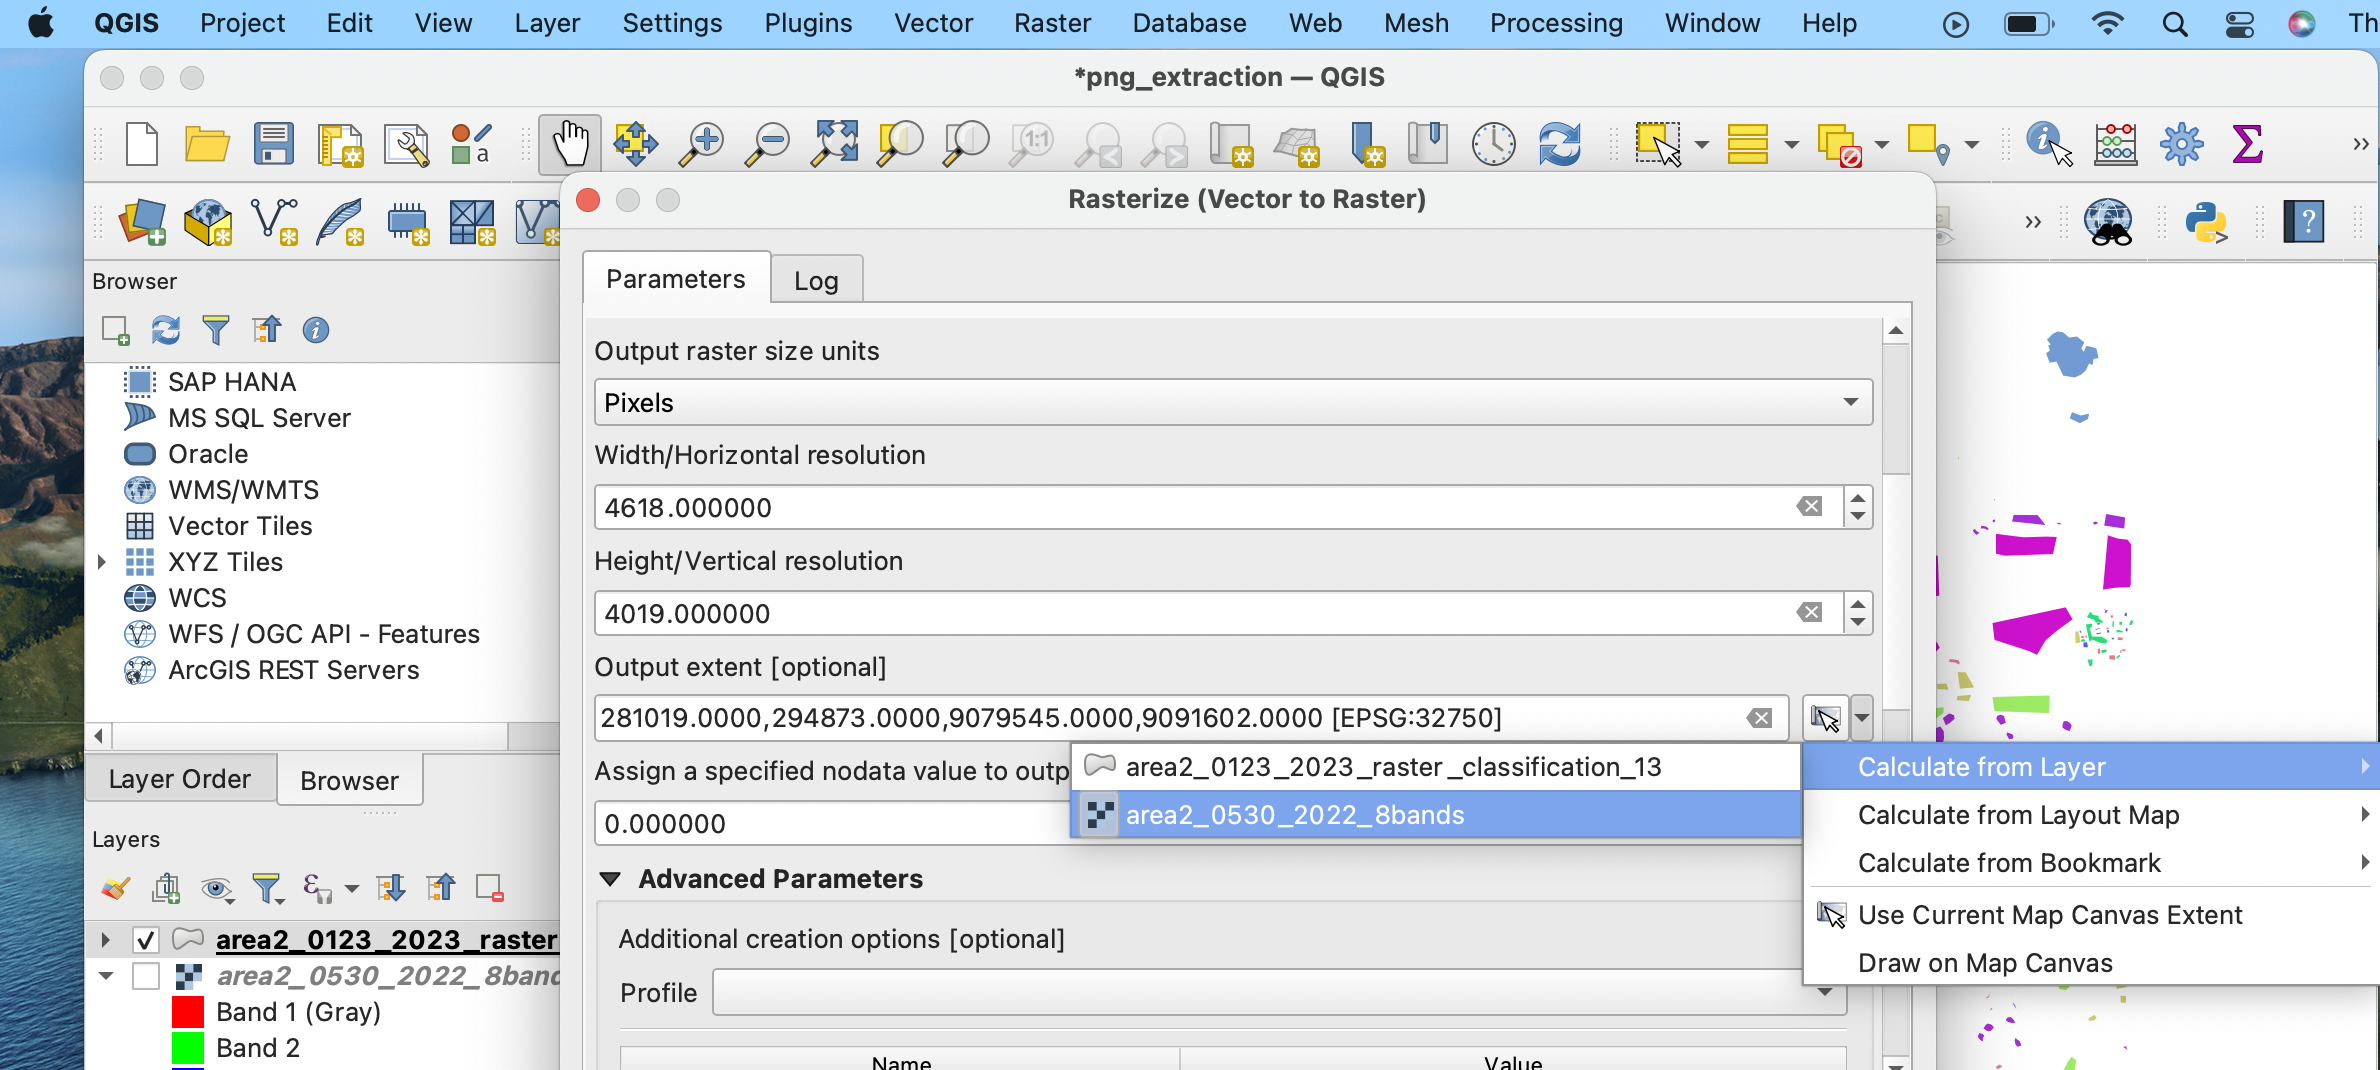 QGIS Project Edit View Layer Settings Plugins Vector Raster Database Web Mesh Processing Window Help Th
*png_extraction — QGIS
a
1:1
Rasterize (Vector to Raster)
Browser
Parameters Log
Output raster size units
SAP HANA
Pixels
MS SQL Server
Oracle
Width/Horizontal resolution
WMS/WMTS
4618.000000
Vector Tiles
Height/Vertical resolution
XYZ Tiles
WCS
4019.000000
WFS / OGC API - Features
Output extent [optional]
ArcGIS REST Servers
281019.0000,294873.0000,9079545.0000,9091602.0000 [EPSG:32750]
Assign a specified nodata value to outp
area2_0123_2023_raster_classification_13
Calculate from Layer
Layer Order Browser
area2_0530_2022_8bands
Calculate from Layout Map
0.000000
Layers
Calculate from Bookmark
Advanced Parameters
Use Current Map Canvas Extent
Additional creation options [optional]
area2_0123_2023_raster
Draw on Map Canvas
area2_0530_2022_8band
Profile
Band 1 (Gray)
Band 2
Name Value